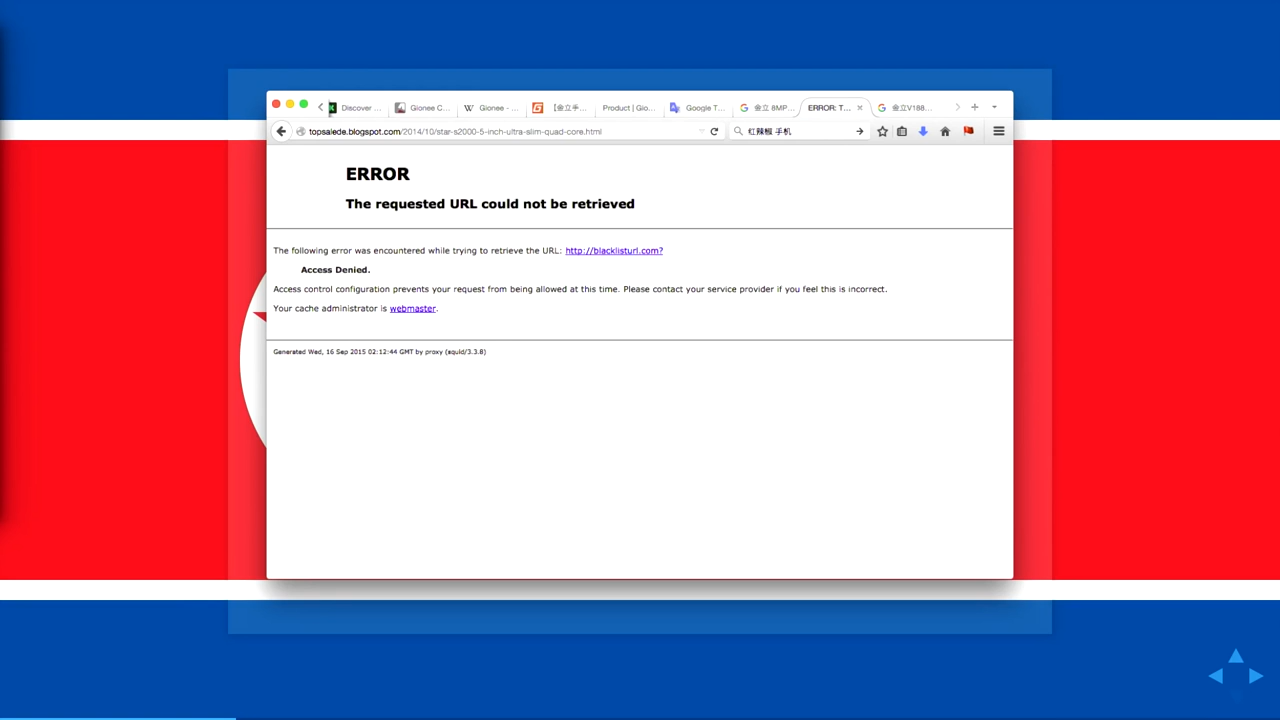 Discover ...
Gionee C...
Gionee - ...
【金立手...
Product | Gio...
Google T...
金立 8MP...
ERROR: T...
金立V188...
topsalede.blogspot.com/2014/10/star-s2000-5-inch-ultra-slim-quad-core.html
红辣椒 手机
ERROR
The requested URL could not be retrieved
The following error was encountered while trying to retrieve the URL: http://blacklisturl.com?
Access Denied.
Access control configuration prevents your request from being allowed at this time. Please contact your service provider if you feel this is incorrect.
Your cache administrator is webmaster.
Generated Wed, 16 Sep 2015 02:12:44 GMT by proxy (squid/3.3.8)